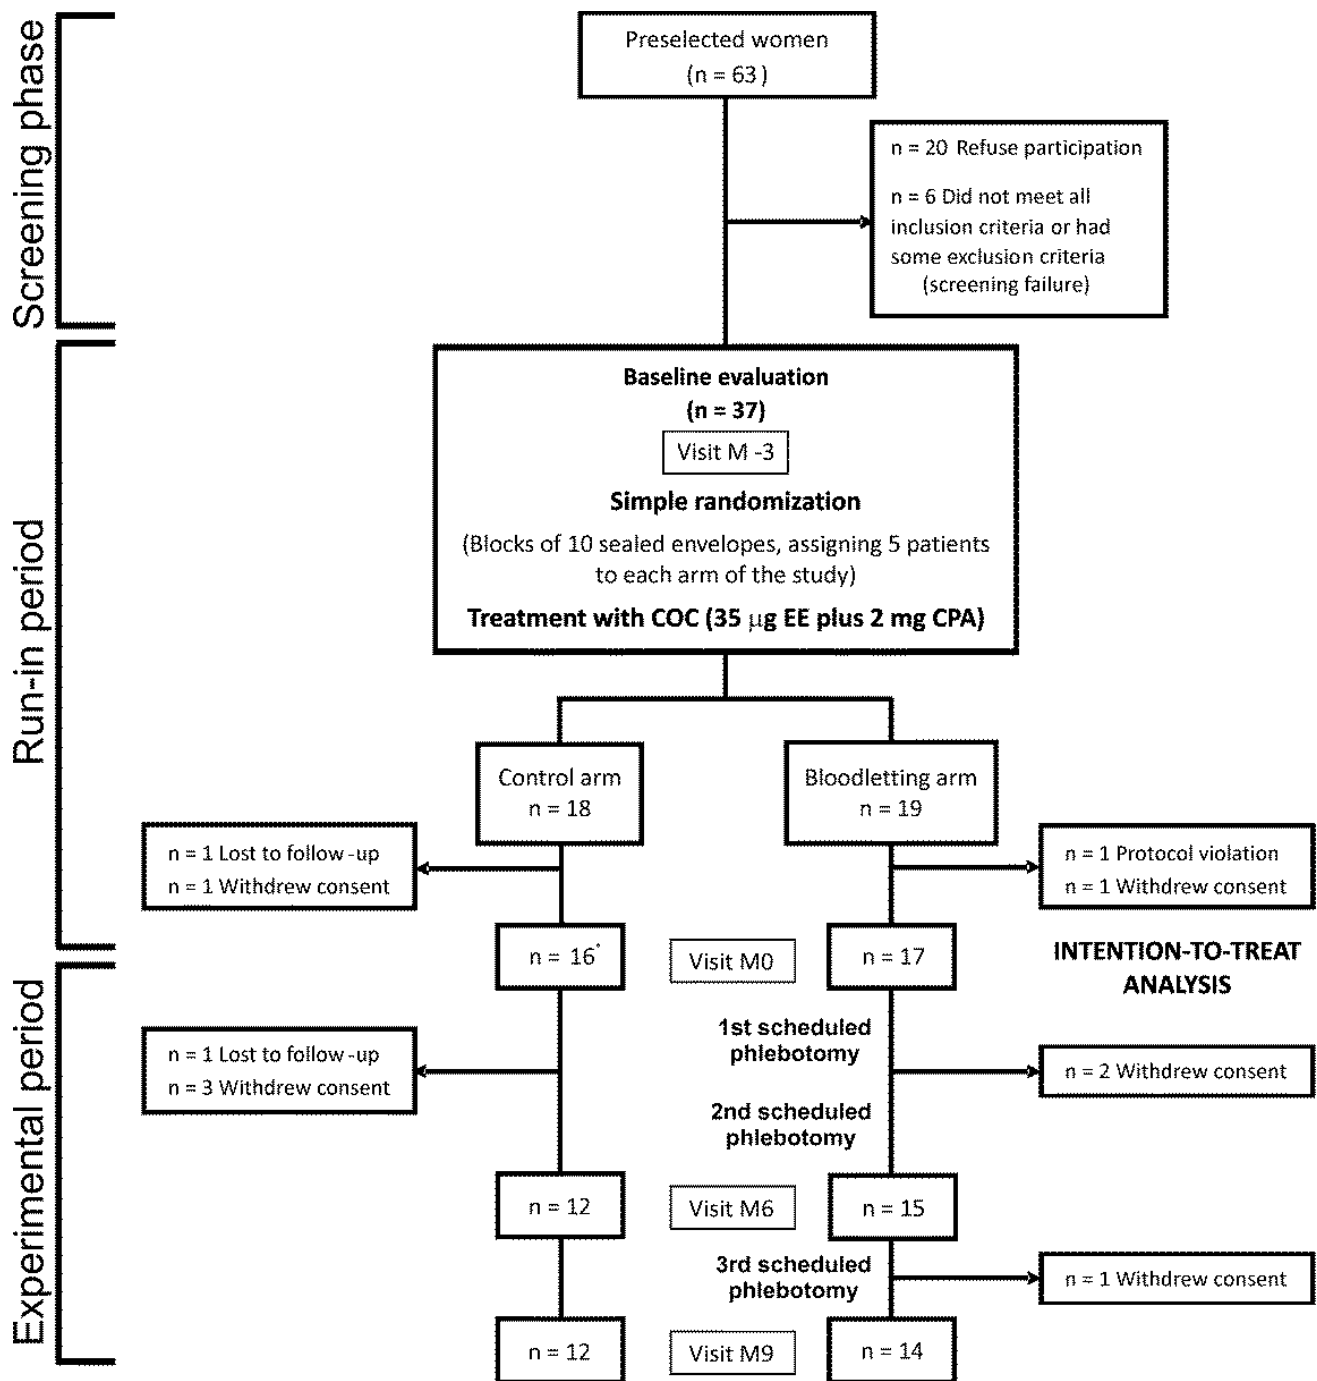 Screening phase
Preselected women
(n = 63)
n = 20 Refuse participation
n = 6 Did not meet all
inclusion criteria or had
some exclusion criteria
(screening failure)
Run-in period
Baseline evaluation
(n = 37)
Visit M -3
Simple randomization
(Blocks of 10 sealed envelopes, assigning 5 patients
to each arm of the study)
Treatment with COC (35 μg EE plus 2 mg CPA)
Control arm
n = 18
Bloodletting arm
n = 19
n = 1 Lost to follow-up
n = 1 Withdrew consent
n = 1 Protocol violation
n = 1 Withdrew consent
n = 16*
Visit M0
n = 17
INTENTION-TO-TREAT
ANALYSIS
Experimental period
1st scheduled
phlebotomy
n = 1 Lost to follow-up
n = 3 Withdrew consent
n = 2 Withdrew consent
2nd scheduled
phlebotomy
n = 12
Visit M6
n = 15
3rd scheduled
phlebotomy
n = 1 Withdrew consent
n = 12
Visit M9
n = 14